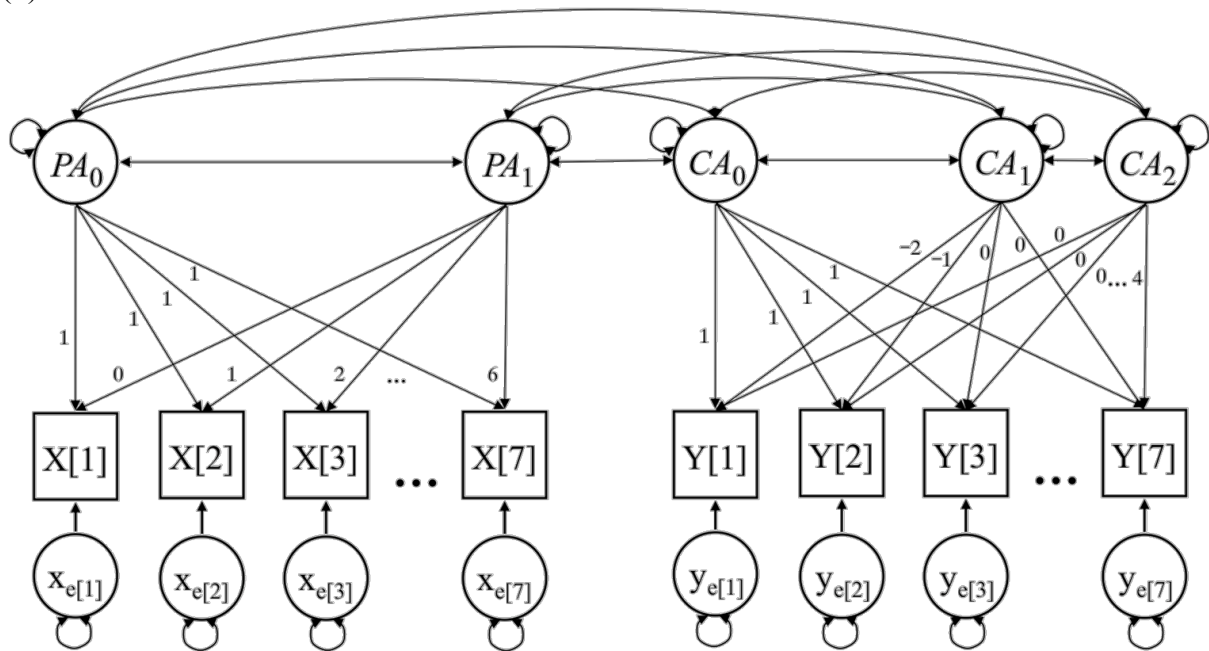 PA₀ PA₁ CA₀ CA₁ CA₂
−2 −1 0 0 0
1 1 0
1 1 0... 4
1 1
1 1
0 1 2 ... 6
X[1] X[2] X[3] ... X[7] Y[1] Y[2] Y[3] ... Y[7]
xₑ[1] xₑ[2] xₑ[3] xₑ[7] yₑ[1] yₑ[2] yₑ[3] yₑ[7]